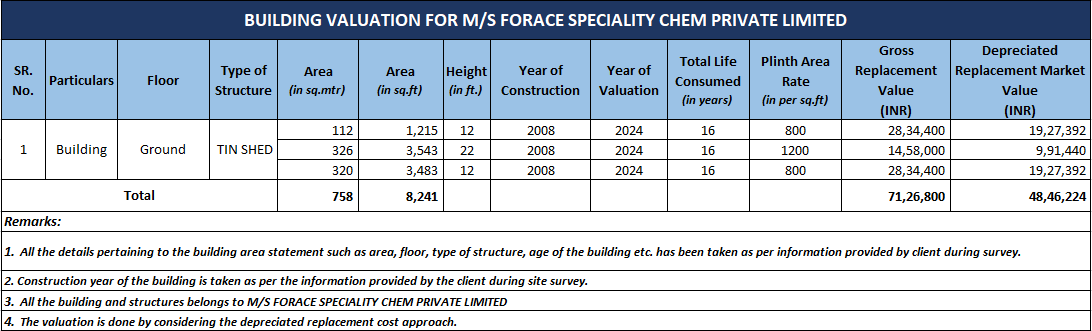 BUILDING VALUATION FOR M/S FORACE SPECIALITY CHEM PRIVATE LIMITED
SR. No. Particulars Floor Type of Structure Area (in sq.mtr) Area (in sq.ft) Height (in ft.) Year of Construction Year of Valuation Total Life Consumed (in years) Plinth Area Rate (in per sq.ft) Gross Replacement Value (INR) Depreciated Replacement Market Value (INR)
1 Building Ground TIN SHED 112 1,215 12 2008 2024 16 800 28,34,400 19,27,392
326 3,543 22 2008 2024 16 1200 14,58,000 9,91,440
320 3,483 12 2008 2024 16 800 28,34,400 19,27,392
Total 758 8,241 71,26,800 48,46,224
Remarks:
1. All the details pertaining to the building area statement such as area, floor, type of structure, age of the building etc. has been taken as per information provided by client during survey.
2. Construction year of the building is taken as per the information provided by the client during site survey.
3. All the building and structures belongs to M/S FORACE SPECIALITY CHEM PRIVATE LIMITED
4. The valuation is done by considering the depreciated replacement cost approach.